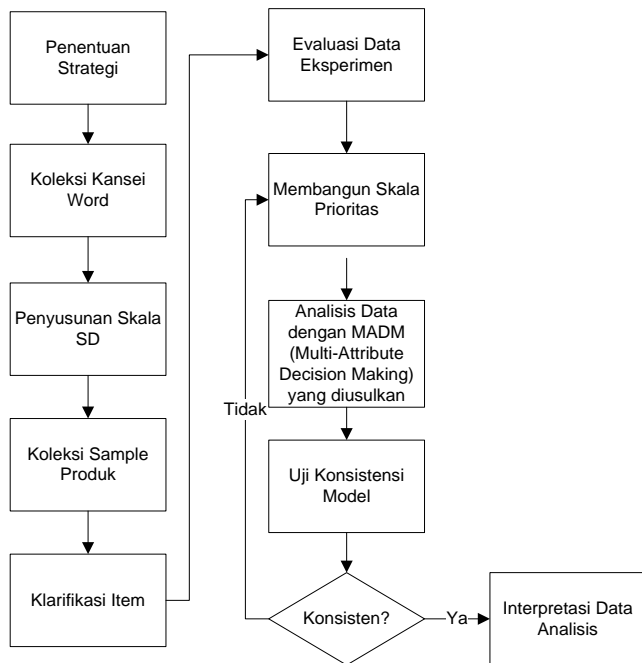 Penentuan
Strategi
Koleksi Kansei
Word
Penyusunan Skala
SD
Koleksi Sample
Produk
Klarifikasi Item
Evaluasi Data
Eksperimen
Membangun Skala
Prioritas
Analisis Data
dengan MADM
(Multi-Attribute
Decision Making)
yang diusulkan
Tidak
Uji Konsistensi
Model
Konsisten?
Ya
Interpretasi Data
Analisis